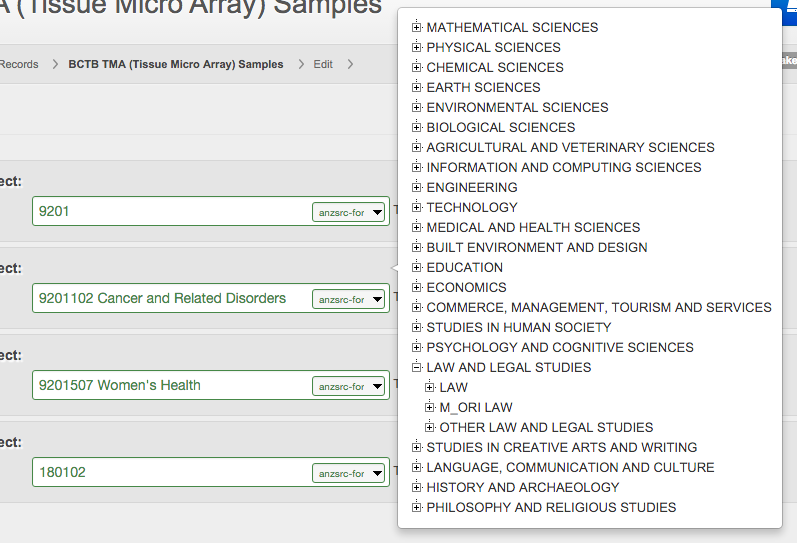 A (Tissue Micro Array) Samples
Records
BCTB TMA (Tissue Micro Array) Samples
Edit
ake
ect:
9201
anzsrc-for
T
ect:
9201102 Cancer and Related Disorders
anzsrc-for
T
ect:
9201507 Women's Health
anzsrc-for
T
ect:
180102
anzsrc-for
T
MATHEMATICAL SCIENCES
PHYSICAL SCIENCES
CHEMICAL SCIENCES
EARTH SCIENCES
ENVIRONMENTAL SCIENCES
BIOLOGICAL SCIENCES
AGRICULTURAL AND VETERINARY SCIENCES
INFORMATION AND COMPUTING SCIENCES
ENGINEERING
TECHNOLOGY
MEDICAL AND HEALTH SCIENCES
BUILT ENVIRONMENT AND DESIGN
EDUCATION
ECONOMICS
COMMERCE, MANAGEMENT, TOURISM AND SERVICES
STUDIES IN HUMAN SOCIETY
PSYCHOLOGY AND COGNITIVE SCIENCES
LAW AND LEGAL STUDIES
LAW
M_ORI LAW
OTHER LAW AND LEGAL STUDIES
STUDIES IN CREATIVE ARTS AND WRITING
LANGUAGE, COMMUNICATION AND CULTURE
HISTORY AND ARCHAEOLOGY
PHILOSOPHY AND RELIGIOUS STUDIES